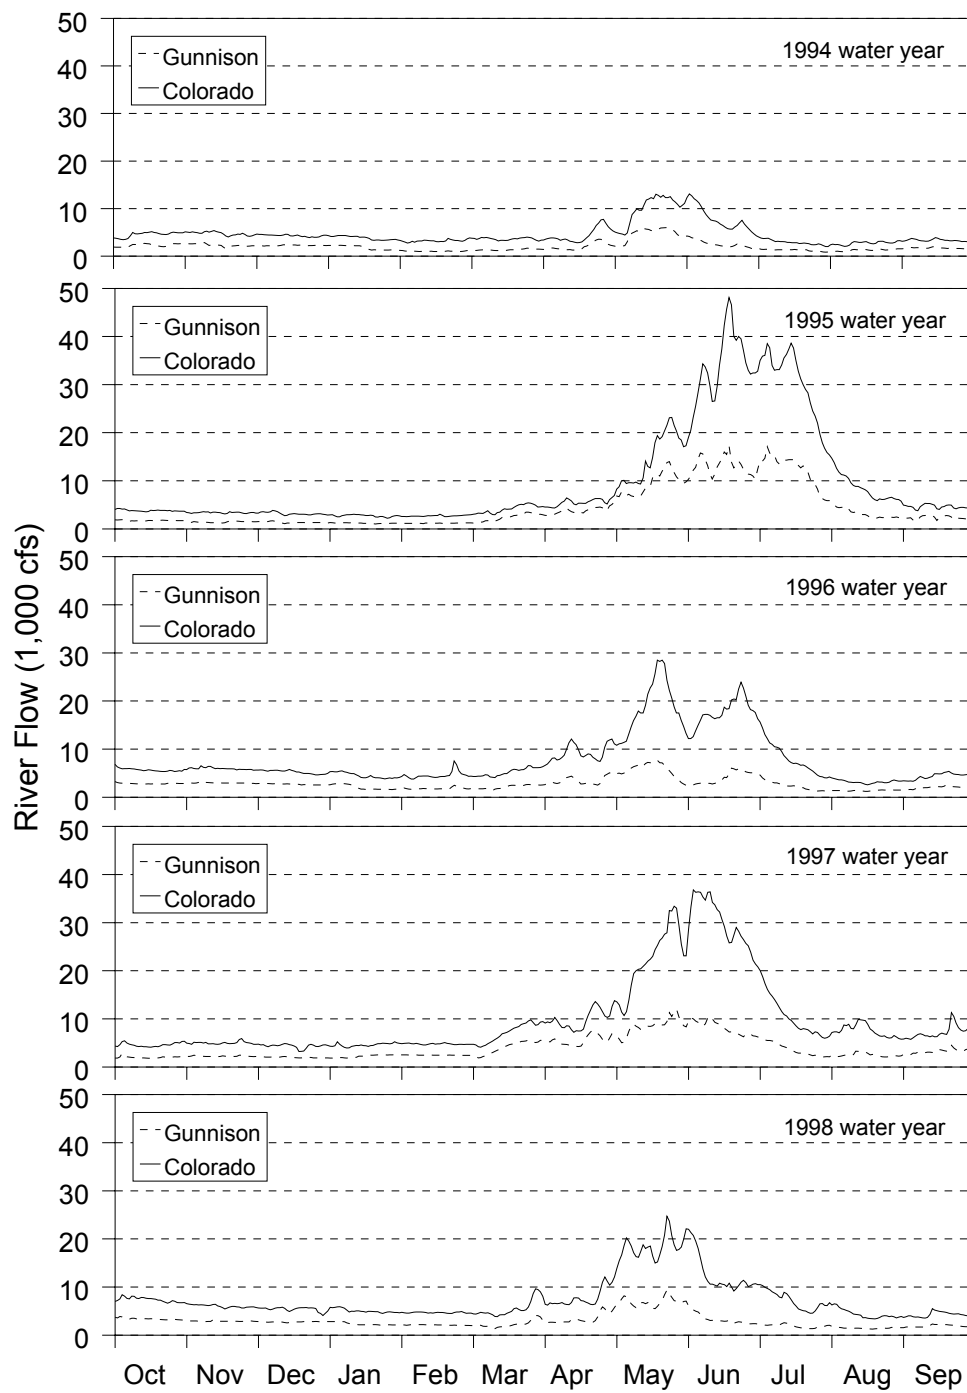 River Flow (1,000 cfs)
50
40
30
20
10
0
Gunnison
Colorado
1994 water year
50
40
30
20
10
0
Gunnison
Colorado
1995 water year
50
40
30
20
10
0
Gunnison
Colorado
1996 water year
50
40
30
20
10
0
Gunnison
Colorado
1997 water year
50
40
30
20
10
0
Gunnison
Colorado
1998 water year
Oct Nov Dec Jan Feb Mar Apr May Jun Jul Aug Sep